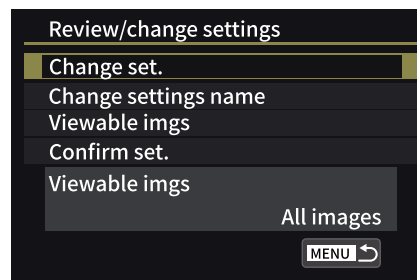 Review/change settings
Change set.
Change settings name
Viewable imgs
Confirm set.
Viewable imgs
All images
MENU